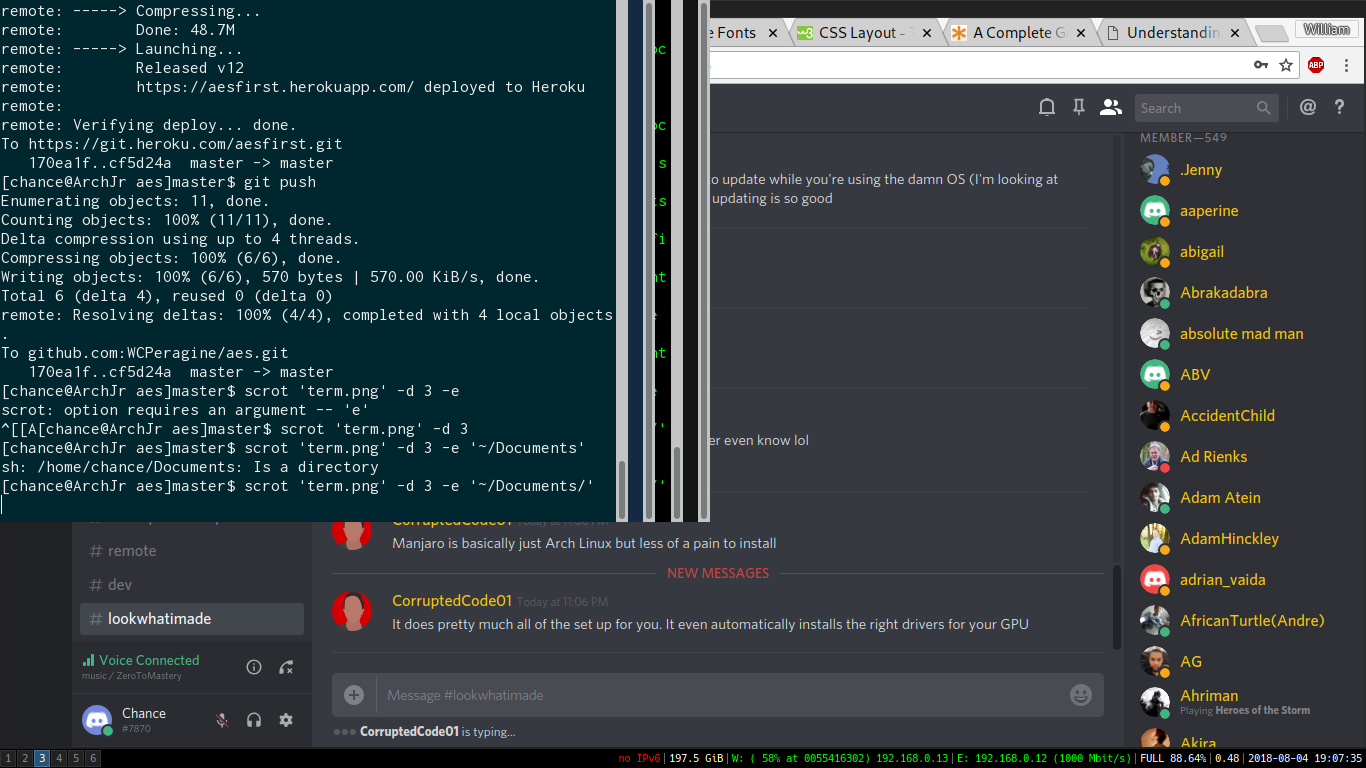 remote: -----> Compressing...
remote:        Done: 48.7M
remote: -----> Launching...
remote:        Released v12
remote:        https://aesfirst.herokuapp.com/ deployed to Heroku
remote:
remote: Verifying deploy... done.
To https://git.heroku.com/aesfirst.git
   170ea1f..cf5d24a  master -> master
[chance@ArchJr aes]master$ git push
Enumerating objects: 11, done.
Counting objects: 100% (11/11), done.
Delta compression using up to 4 threads.
Compressing objects: 100% (6/6), done.
Writing objects: 100% (6/6), 570 bytes | 570.00 KiB/s, done.
Total 6 (delta 4), reused 0 (delta 0)
remote: Resolving deltas: 100% (4/4), completed with 4 local objects
.
To github.com:WCPeragine/aes.git
   170ea1f..cf5d24a  master -> master
[chance@ArchJr aes]master$ scrot 'term.png' -d 3 -e
scrot: option requires an argument -- 'e'
^[[A[chance@ArchJr aes]master$ scrot 'term.png' -d 3
[chance@ArchJr aes]master$ scrot 'term.png' -d 3 -e '~/Documents'
sh: /home/chance/Documents: Is a directory
[chance@ArchJr aes]master$ scrot 'term.png' -d 3 -e '~/Documents/'
e Fonts
CSS Layout -
A Complete G
Understandin
William
ABP
Search
o update while you're using the damn OS (I'm looking at
updating is so good
er even know lol
CorruptedCode01
Manjaro is basically just Arch Linux but less of a pain to install
NEW MESSAGES
CorruptedCode01 Today at 11:06 PM
It does pretty much all of the set up for you. It even automatically installs the right drivers for your GPU
Message #lookwhatimade
CorruptedCode01 is typing...
# remote
# dev
# lookwhatimade
Voice Connected
music / ZeroToMastery
Chance
#7870
MEMBER—549
.Jenny
aaperine
abigail
Abrakadabra
absolute mad man
ABV
AccidentChild
Ad Rienks
Adam Atein
AdamHinckley
adrian_vaida
AfricanTurtle(Andre)
AG
Ahriman
Playing Heroes of the Storm
Akira
1 2 3 4 5 6
no IPv6|197.5 GiB|W: ( 58% at 0055416302) 192.168.0.13|E: 192.168.0.12 (1000 Mbit/s)|FULL 88.64%|0.48|2018-08-04 19:07:35